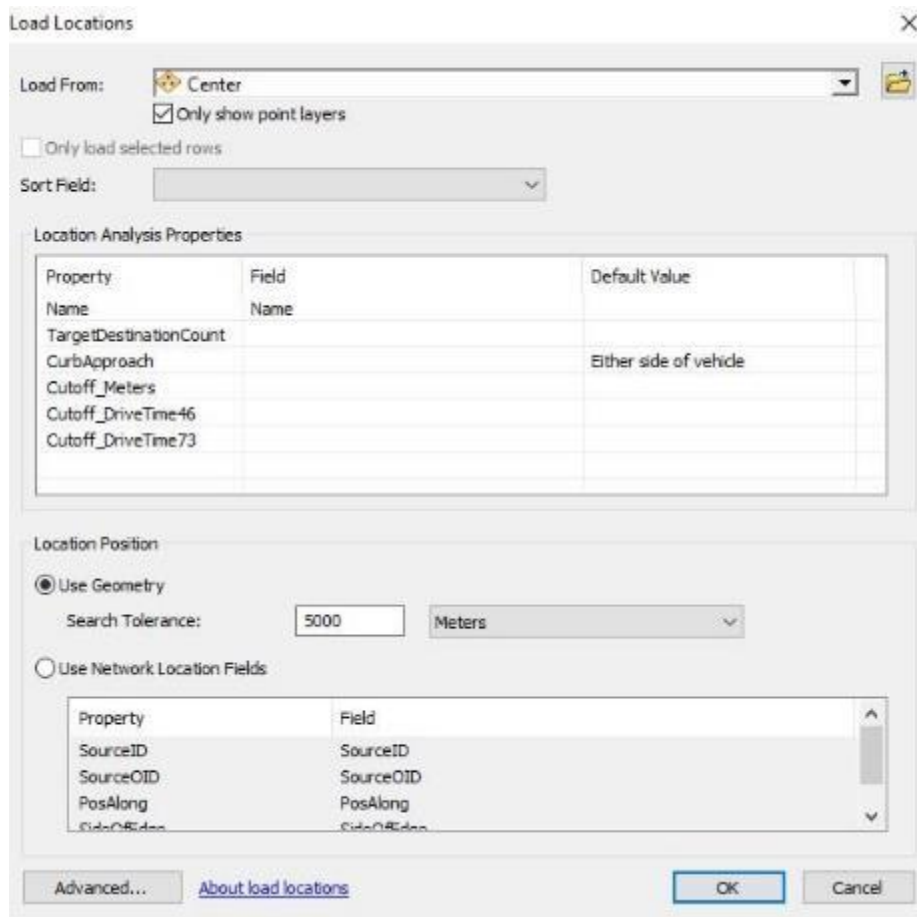 Load Locations
Load From: Center
Only show point layers
Only load selected rows
Sort Field:
Location Analysis Properties
Property Field Default Value
Name Name
TargetDestinationCount
CurbApproach Either side of vehicle
Cutoff_Meters
Cutoff_DriveTime46
Cutoff_DriveTime73
Location Position
Use Geometry
Search Tolerance: 5000 Meters
Use Network Location Fields
Property Field
SourceID SourceID
SourceOID SourceOID
PosAlong PosAlong
SideOfEdge SideOfEdge
Advanced... About load locations OK Cancel